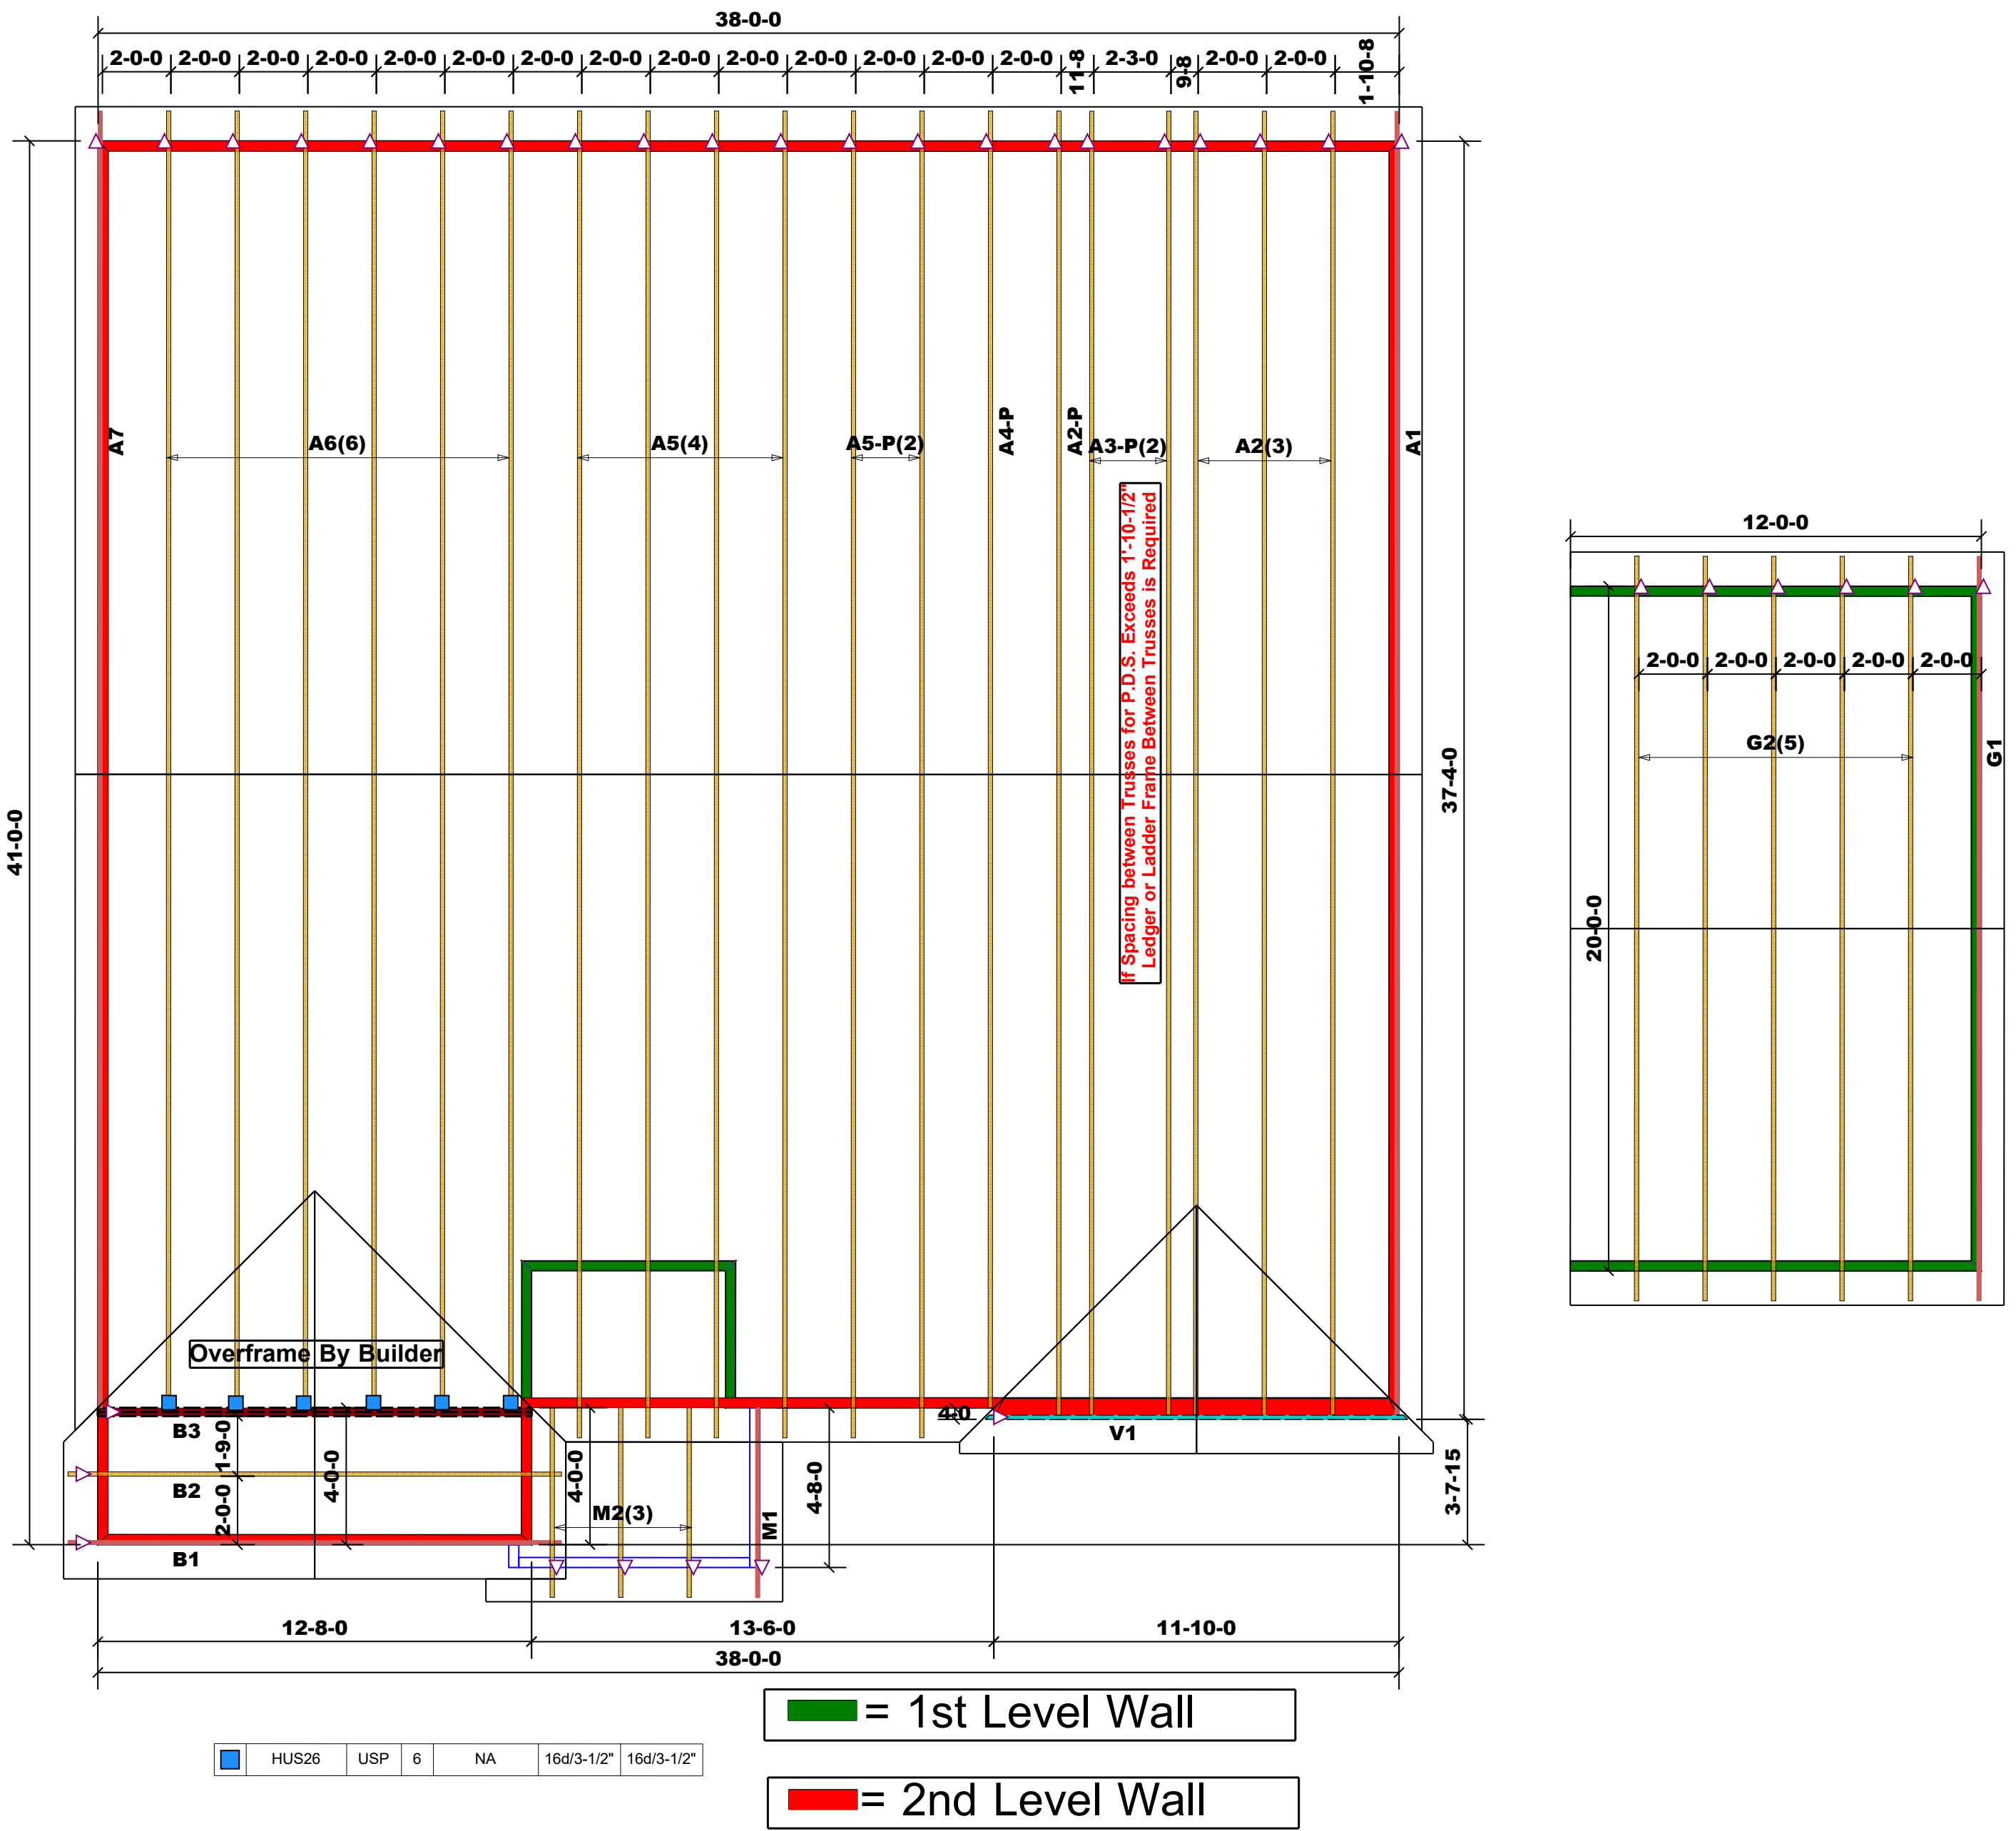 38-0-0
2-0-0 2-0-0 2-0-0 2-0-0 2-0-0 2-0-0 2-0-0 2-0-0 2-0-0 2-0-0 2-0-0 2-0-0 2-0-0 2-0-0 11-8 2-3-0 9-8 2-0-0 2-0-0 1-10-8
A7
A6(6)
A5(4)
A5-P(2)
A4-P
A2-P
A3-P(2)
A2(3)
A1
If Spacing between Trusses for P.D.S. Exceeds 1'-10-1/2"
Ledger or Ladder Frame Between Trusses is Required
41-0-0
37-4-0
12-0-0
2-0-0 2-0-0 2-0-0 2-0-0 2-0-0
G2(5)
G1
20-0-0
Overframe By Builder
B3
1-9-0
B2
2-0-0
4-0-0
B1
4-0-0
M2(3)
M1
4-8-0
4-0
V1
3-7-15
12-8-0
13-6-0
11-10-0
38-0-0
= 1st Level Wall
HUS26 USP 6 NA 16d/3-1/2" 16d/3-1/2"
= 2nd Level Wall